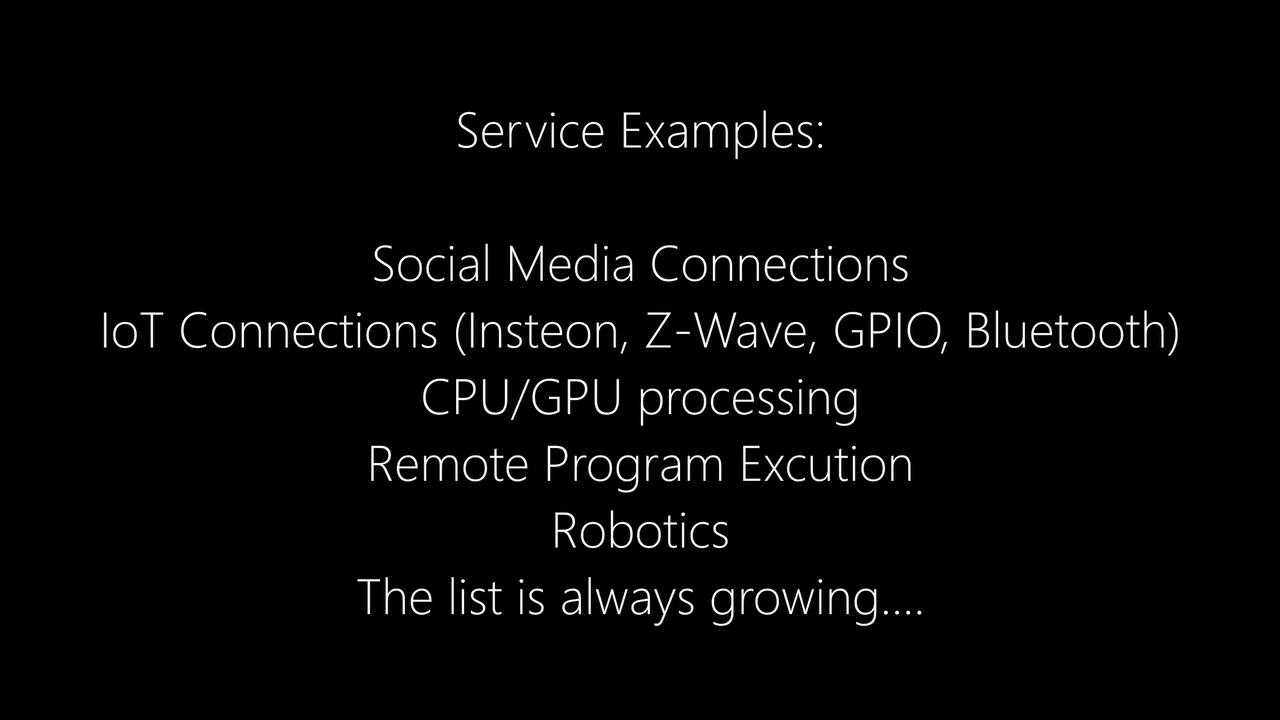 Service Examples:
Social Media Connections
IoT Connections (Insteon, Z-Wave, GPIO, Bluetooth)
CPU/GPU processing
Remote Program Excution
Robotics
The list is always growing....